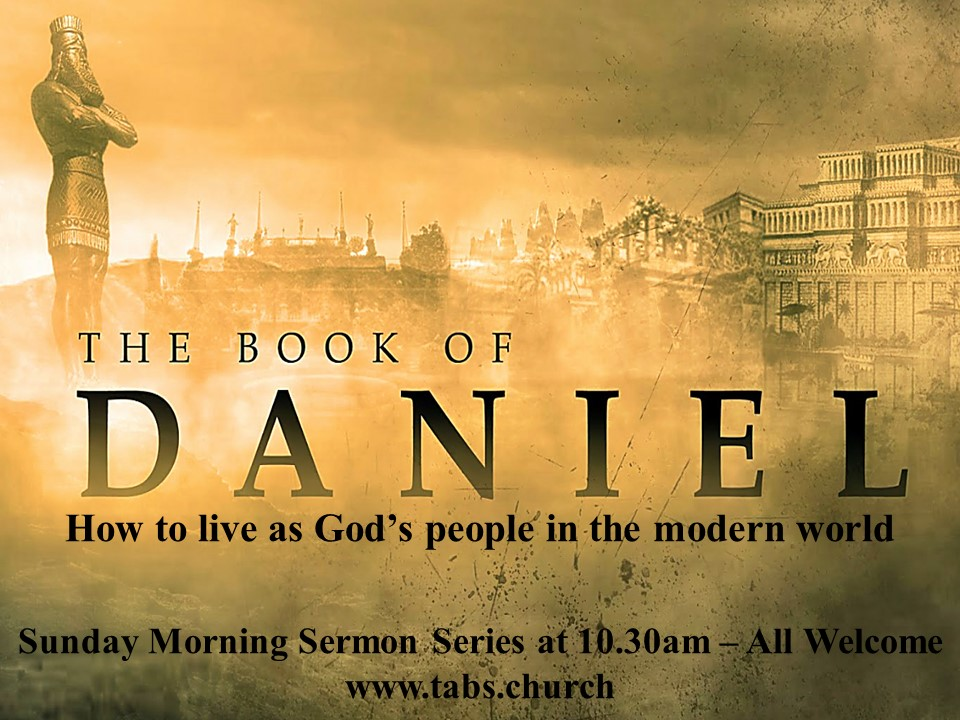 THE BOOK OF
DANIEL
How to live as God’s people in the modern world
Sunday Morning Sermon Series at 10.30am – All Welcome
www.tabs.church